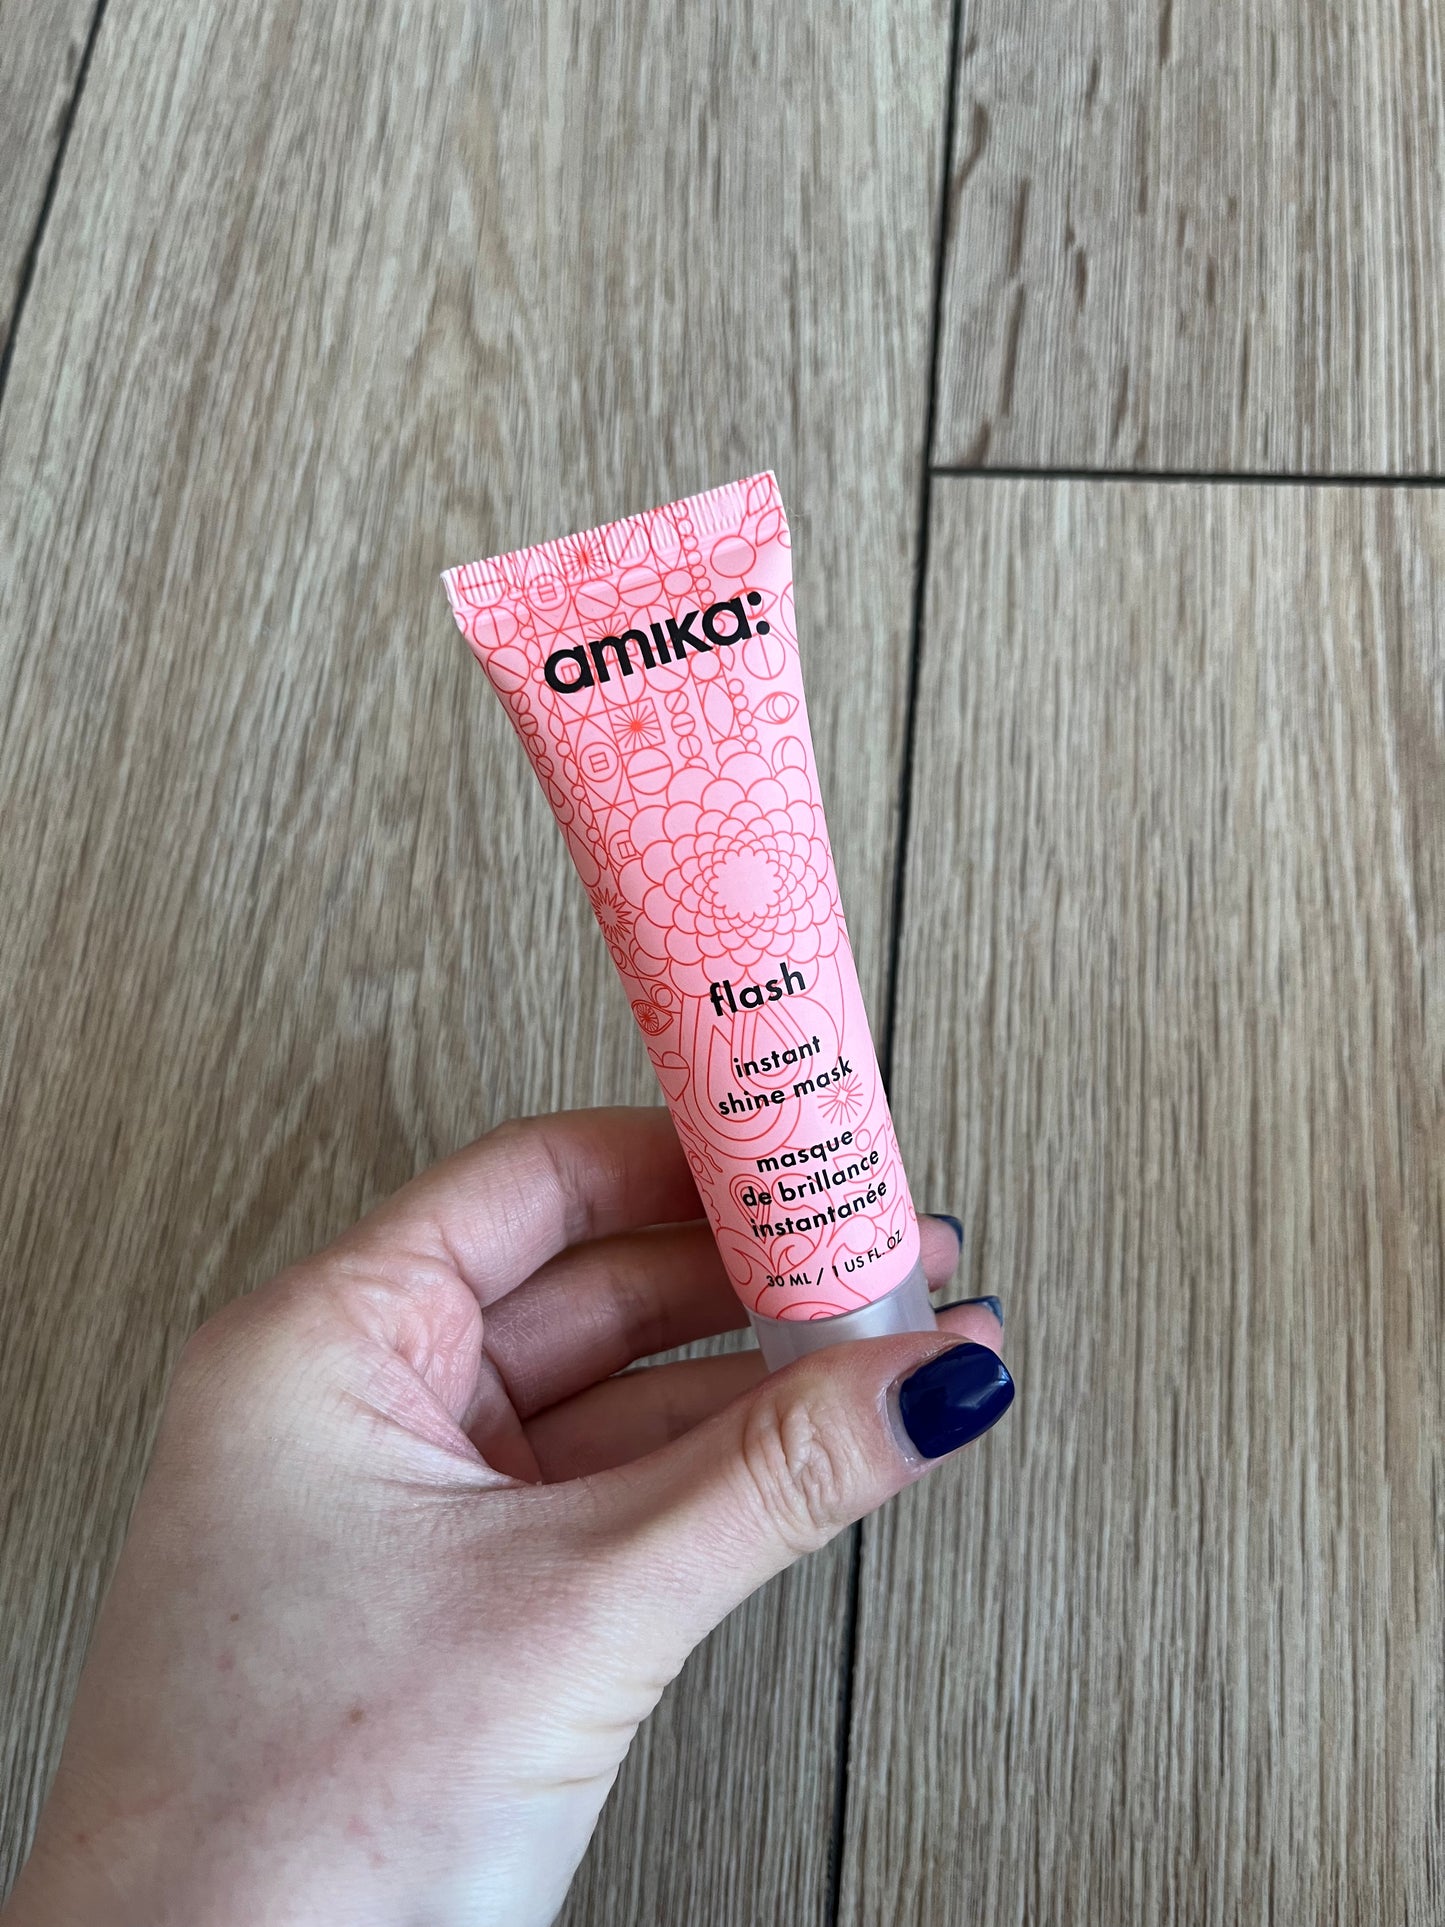 amika:
flash
instant
shine mask
masque
de brillance
instantanée
30 ML / 1 US FL. OZ